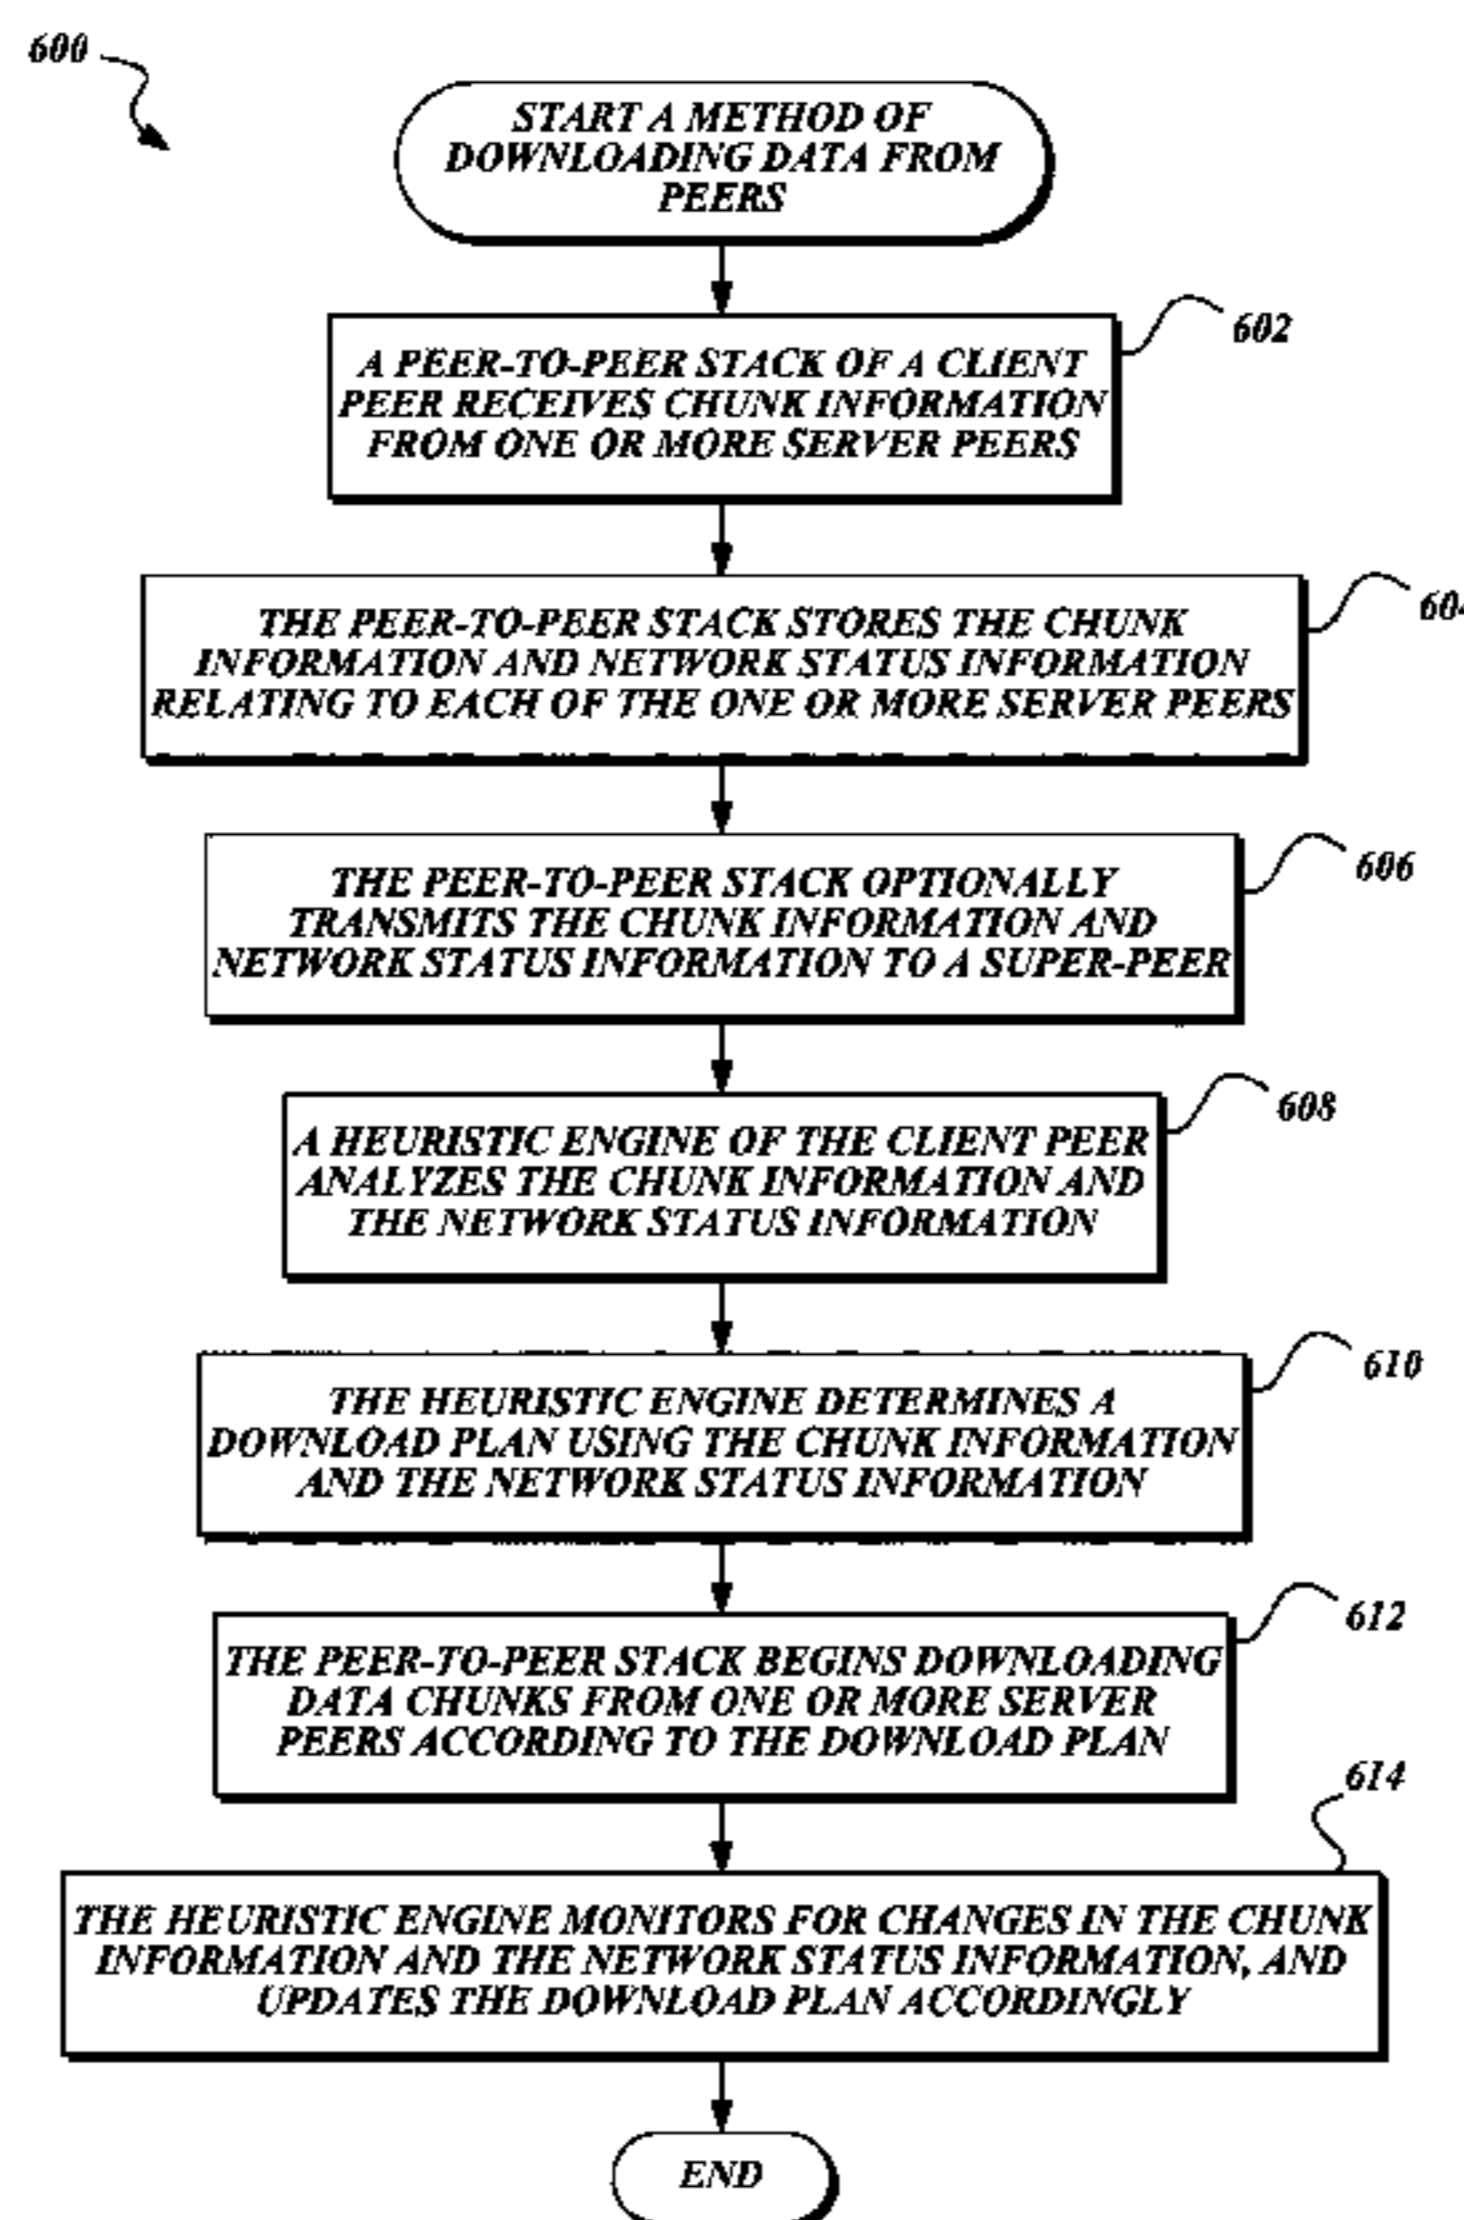 600
START A METHOD OF
DOWNLOADING DATA FROM
PEERS
602
A PEER-TO-PEER STACK OF A CLIENT
PEER RECEIVES CHUNK INFORMATION
FROM ONE OR MORE SERVER PEERS
604
THE PEER-TO-PEER STACK STORES THE CHUNK
INFORMATION AND NETWORK STATUS INFORMATION
RELATING TO EACH OF THE ONE OR MORE SERVER PEERS
606
THE PEER-TO-PEER STACK OPTIONALLY
TRANSMITS THE CHUNK INFORMATION AND
NETWORK STATUS INFORMATION TO A SUPER-PEER
608
A HEURISTIC ENGINE OF THE CLIENT PEER
ANALYZES THE CHUNK INFORMATION AND
THE NETWORK STATUS INFORMATION
610
THE HEURISTIC ENGINE DETERMINES A
DOWNLOAD PLAN USING THE CHUNK INFORMATION
AND THE NETWORK STATUS INFORMATION
612
THE PEER-TO-PEER STACK BEGINS DOWNLOADING
DATA CHUNKS FROM ONE OR MORE SERVER
PEERS ACCORDING TO THE DOWNLOAD PLAN
614
THE HEURISTIC ENGINE MONITORS FOR CHANGES IN THE CHUNK
INFORMATION AND THE NETWORK STATUS INFORMATION, AND
UPDATES THE DOWNLOAD PLAN ACCORDINGLY
END